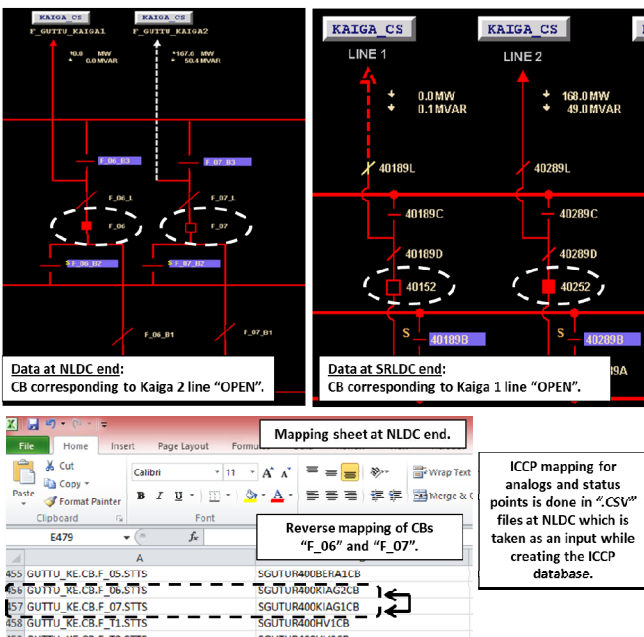 KAIGA_CS
KAIGA_CS
F_GUTTU_KAIGA1
F_GUTTU_KAIGA2
*0.0 MW
0.0 MVAR
*167.6 MW
50.4 MVAR
F_06_B3
F_07_B3
F_06_L
F_07_L
F_06
F_07
S F_06_B2
S F_07_B2
F_06_B1
F_07_B1
Data at NLDC end:
CB corresponding to Kaiga 2 line “OPEN”.
KAIGA_CS
KAIGA_CS
LINE 1
LINE 2
0.0 MW
0.1 MVAR
168.0 MW
49.0 MVAR
40189L
40289L
40189C
40289C
40189D
40289D
40152
40252
S
40189B
S
40289B
Data at SRLDC end:
CB corresponding to Kaiga 1 line “OPEN”.
89A
Mapping sheet at NLDC end.
File
Home
Insert
Page Layout
Formu
Cut
Copy
Format Painter
Paste
Clipboard
Calibri
11
A
A
B I U
A
Font
Wrap Text
Merge & C
Reverse mapping of CBs
“F_06” and “F_07”.
E479
fx
A
455 GUTTU_KE.CB.F_05.STTS SGUTUR400BERA1CB
456 GUTTU_KE.CB.F_06.STTS SGUTUR400KIAG2CB
457 GUTTU_KE.CB.F_07.STTS SGUTUR400KIAG1CB
458 GUTTU_KE.CB.F_T1.STTS SGUTUR400HV1CB
ICCP mapping for
analogs and status
points is done in “.CSV”
files at NLDC which is
taken as an input while
creating the ICCP
database.